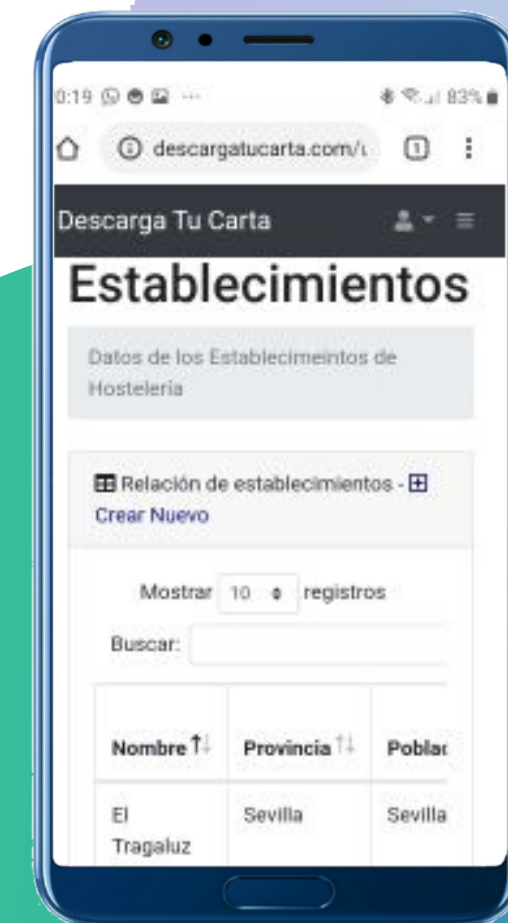 0:19 ... 83%
descargatucarta.com/u 1
Descarga Tu Carta
Establecimientos
Datos de los Establecimeintos de
Hostelería
Relación de establecimientos -
Crear Nuevo
Mostrar 10 registros
Buscar:
Nombre Provincia Poblac
El Sevilla Sevilla
Tragaluz